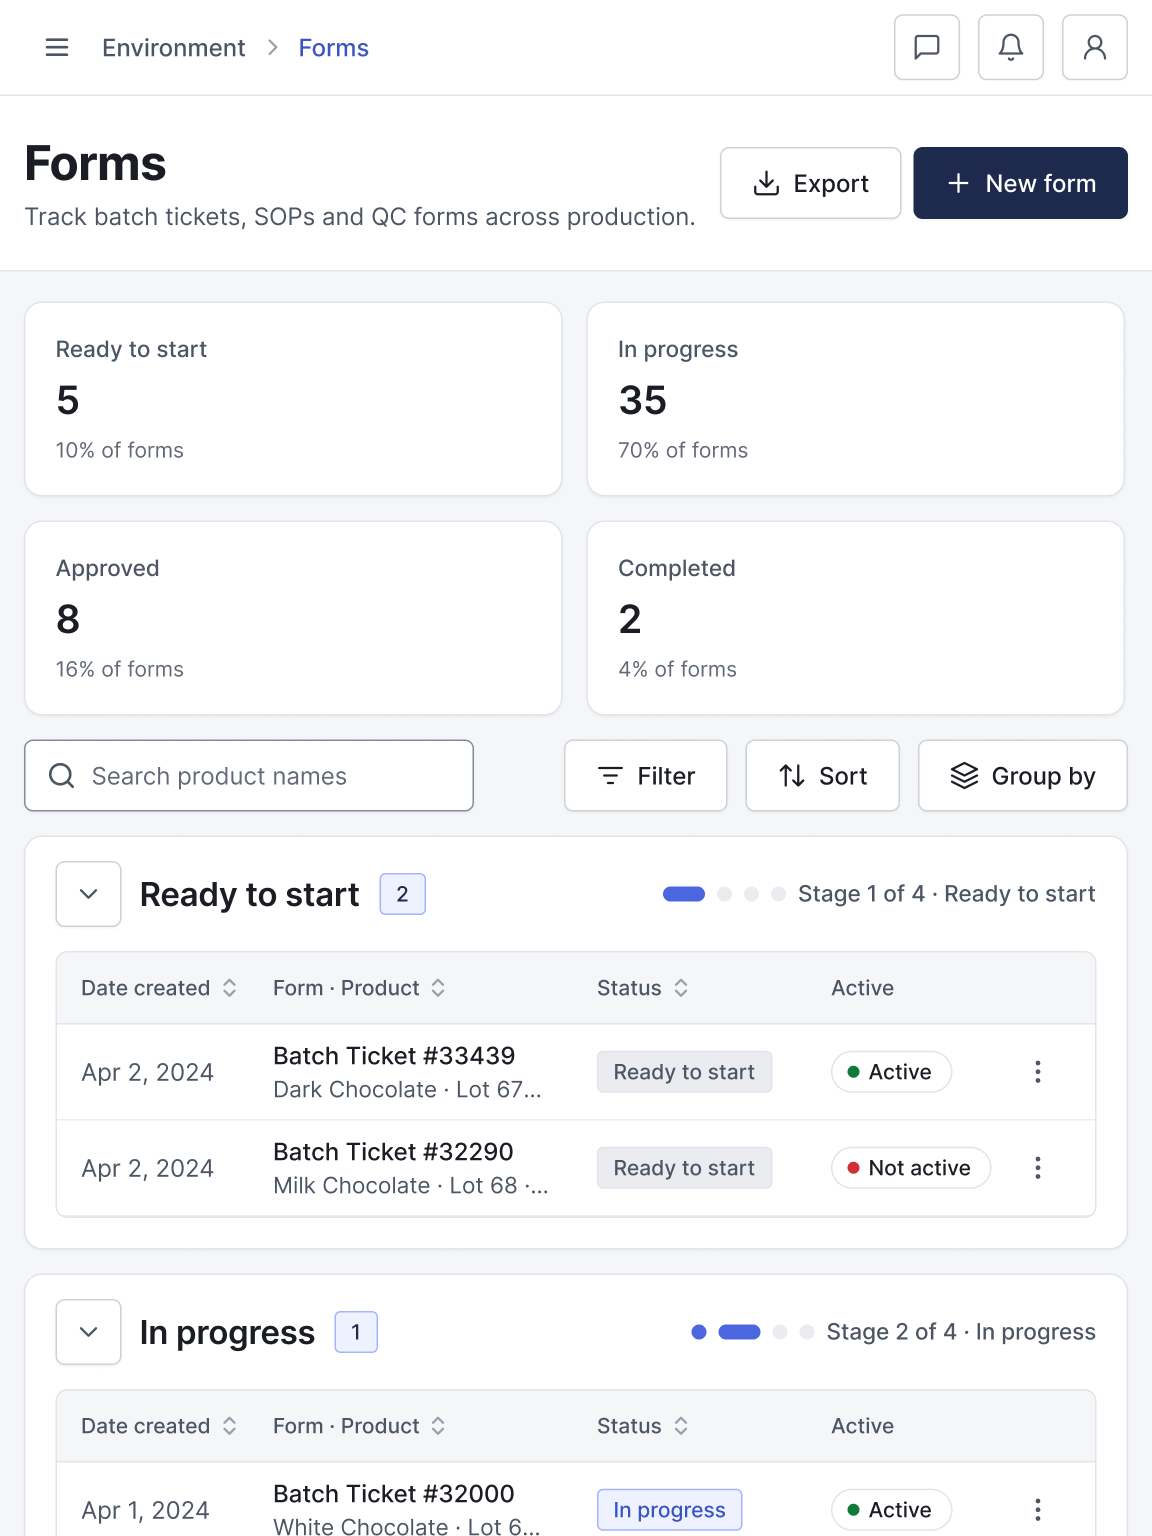 Environment > Forms
Forms
Track batch tickets, SOPs and QC forms across production.
Export
New form
Ready to start
5
10% of forms
In progress
35
70% of forms
Approved
8
16% of forms
Completed
2
4% of forms
Search product names
Filter
Sort
Group by
Ready to start 2
Stage 1 of 4 · Ready to start
Date created Form · Product Status Active
Apr 2, 2024
Batch Ticket #33439
Dark Chocolate · Lot 67...
Ready to start
Active
Apr 2, 2024
Batch Ticket #32290
Milk Chocolate · Lot 68 ·...
Ready to start
Not active
In progress 1
Stage 2 of 4 · In progress
Date created Form · Product Status Active
Apr 1, 2024
Batch Ticket #32000
White Chocolate · Lot 6...
In progress
Active